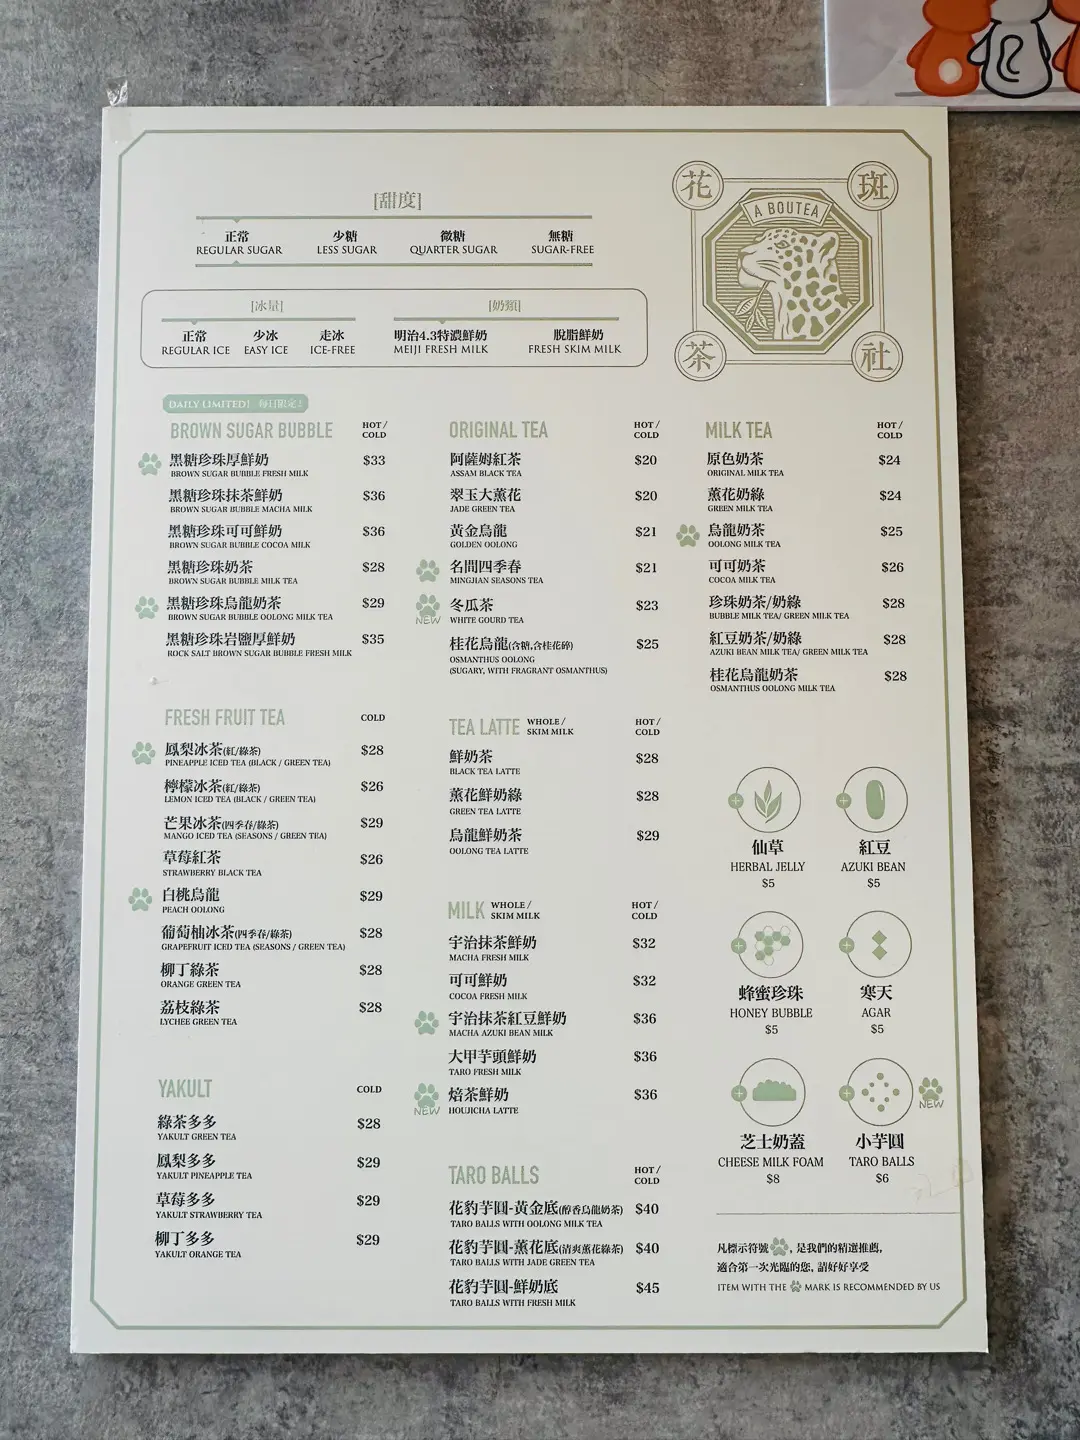 [甜度]
正常 少糖 微糖 無糖
REGULAR SUGAR LESS SUGAR QUARTER SUGAR SUGAR-FREE
[冰量]
正常 少冰 走冰
REGULAR ICE EASY ICE ICE-FREE
[奶類]
明治4.3特濃鮮奶 脫脂鮮奶
MEIJI FRESH MILK FRESH SKIM MILK
花 斑
A BOUTEA
茶 社
DAILY LIMITED! 每日限定!
BROWN SUGAR BUBBLE HOT / COLD
黑糖珍珠厚鮮奶 $33
BROWN SUGAR BUBBLE FRESH MILK
黑糖珍珠抹茶鮮奶 $36
BROWN SUGAR BUBBLE MACHA MILK
黑糖珍珠可可鮮奶 $36
BROWN SUGAR BUBBLE COCOA MILK
黑糖珍珠奶茶 $28
BROWN SUGAR BUBBLE MILK TEA
黑糖珍珠烏龍奶茶 $29
BROWN SUGAR BUBBLE OOLONG MILK TEA
黑糖珍珠岩鹽厚鮮奶 $35
ROCK SALT BROWN SUGAR BUBBLE FRESH MILK
FRESH FRUIT TEA COLD
鳳梨冰茶(紅/綠茶) $28
PINEAPPLE ICED TEA (BLACK / GREEN TEA)
檸檬冰茶(紅/綠茶) $26
LEMON ICED TEA (BLACK / GREEN TEA)
芒果冰茶(四季春/綠茶) $29
MANGO ICED TEA (SEASONS / GREEN TEA)
草莓紅茶 $26
STRAWBERRY BLACK TEA
白桃烏龍 $29
PEACH OOLONG
葡萄柚冰茶(四季春/綠茶) $28
GRAPEFRUIT ICED TEA (SEASONS / GREEN TEA)
柳丁綠茶 $28
ORANGE GREEN TEA
荔枝綠茶 $28
LYCHEE GREEN TEA
YAKULT COLD
綠茶多多 $28
YAKULT GREEN TEA
鳳梨多多 $29
YAKULT PINEAPPLE TEA
草莓多多 $29
YAKULT STRAWBERRY TEA
柳丁多多 $29
YAKULT ORANGE TEA
ORIGINAL TEA HOT / COLD
阿薩姆紅茶 $20
ASSAM BLACK TEA
翠玉大薰花 $20
JADE GREEN TEA
黃金烏龍 $21
GOLDEN OOLONG
名間四季春 $21
MINGJIAN SEASONS TEA
冬瓜茶 $23
NEW WHITE GOURD TEA
桂花烏龍(含糖,含桂花碎) $25
OSMANTHUS OOLONG
(SUGARY, WITH FRAGRANT OSMANTHUS)
TEA LATTE WHOLE / SKIM MILK HOT / COLD
鮮奶茶 $28
BLACK TEA LATTE
薰花鮮奶綠 $28
GREEN TEA LATTE
烏龍鮮奶茶 $29
OOLONG TEA LATTE
MILK WHOLE / SKIM MILK HOT / COLD
宇治抹茶鮮奶 $32
MACHA FRESH MILK
可可鮮奶 $32
COCOA FRESH MILK
宇治抹茶紅豆鮮奶 $36
MACHA AZUKI BEAN MILK
大甲芋頭鮮奶 $36
TARO FRESH MILK
焙茶鮮奶 $36
NEW HOUJICHA LATTE
TARO BALLS HOT / COLD
花豹芋圓-黃金底(醇香烏龍奶茶) $40
TARO BALLS WITH OOLONG MILK TEA
花豹芋圓-薰花底(清爽薰花綠茶) $40
TARO BALLS WITH JADE GREEN TEA
花豹芋圓-鮮奶底 $45
TARO BALLS WITH FRESH MILK
MILK TEA HOT / COLD
原色奶茶 $24
ORIGINAL MILK TEA
薰花奶綠 $24
GREEN MILK TEA
烏龍奶茶 $25
OOLONG MILK TEA
可可奶茶 $26
COCOA MILK TEA
珍珠奶茶/奶綠 $28
BUBBLE MILK TEA/ GREEN MILK TEA
紅豆奶茶/奶綠 $28
AZUKI BEAN MILK TEA/ GREEN MILK TEA
桂花烏龍奶茶 $28
OSMANTHUS OOLONG MILK TEA
仙草 紅豆
HERBAL JELLY AZUKI BEAN
$5 $5
蜂蜜珍珠 寒天
HONEY BUBBLE AGAR
$5 $5
NEW
芝士奶蓋 小芋圓
CHEESE MILK FOAM TARO BALLS
$8 $6
凡標示符號 , 是我們的精選推薦,
適合第一次光臨的您, 請好好享受
ITEM WITH THE MARK IS RECOMMENDED BY US